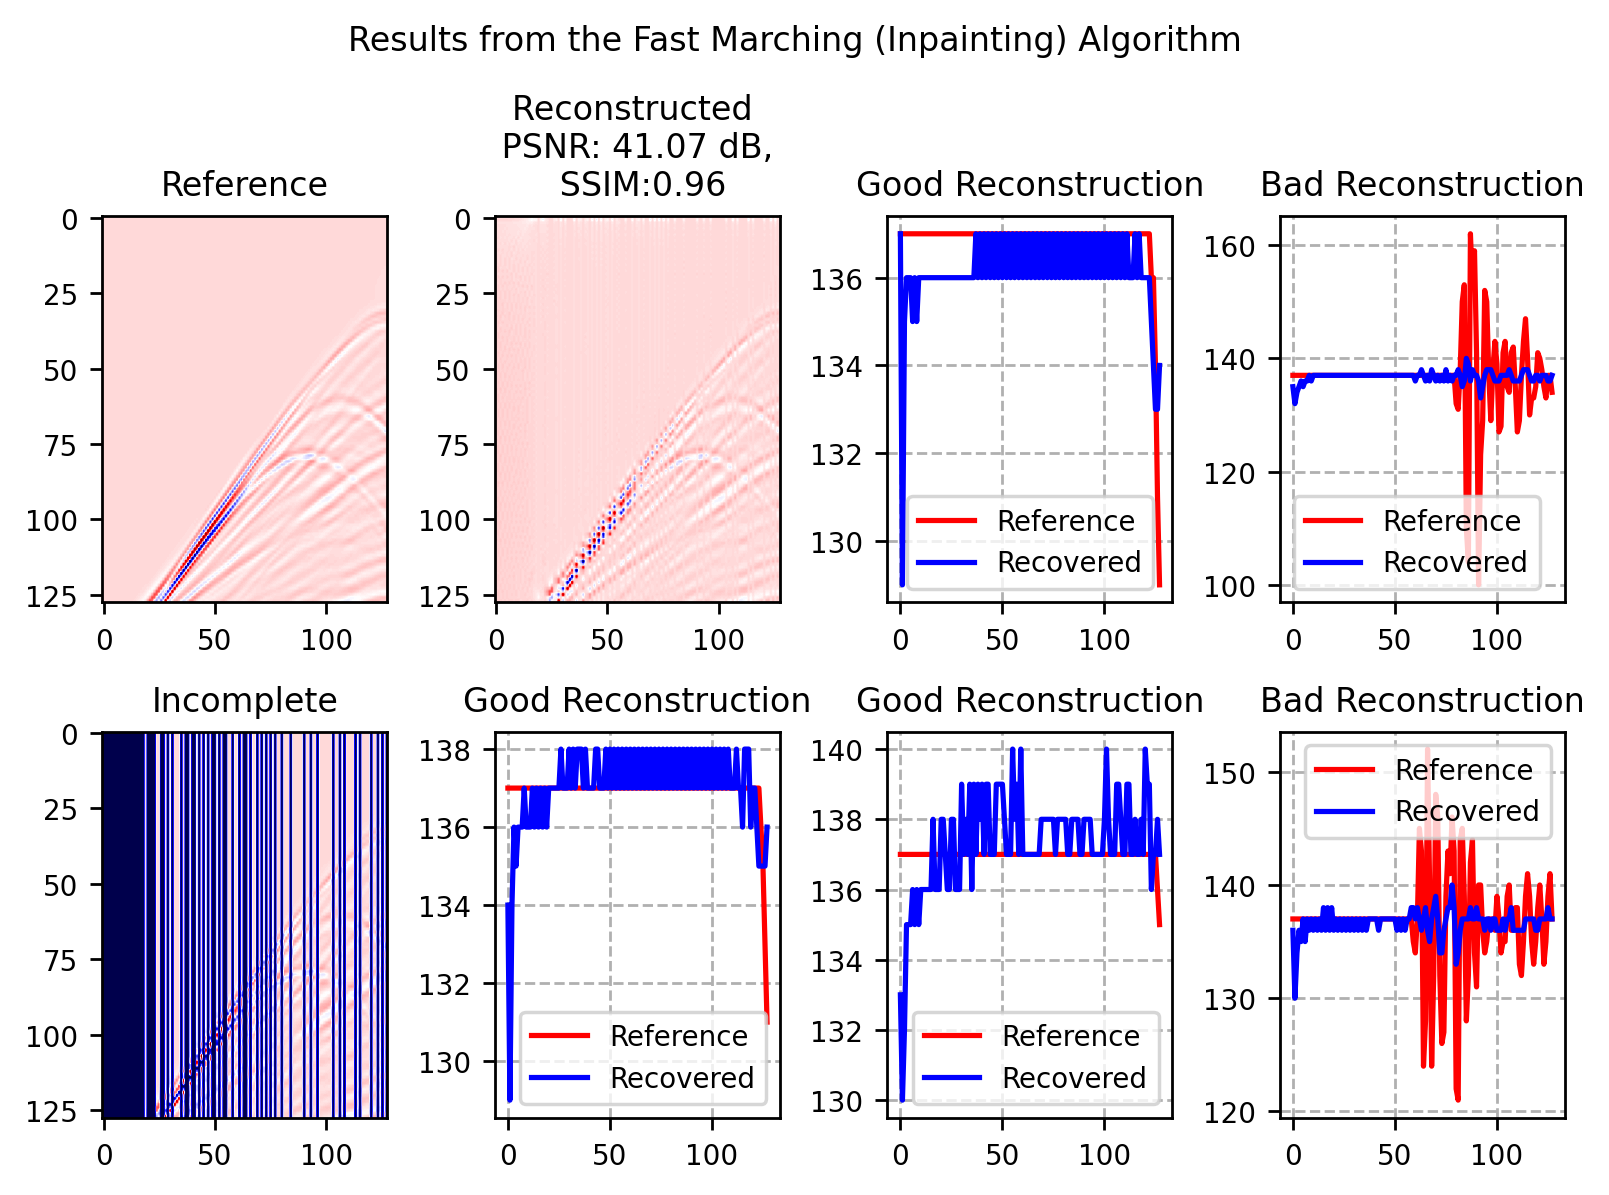 Results from the Fast Marching (Inpainting) Algorithm
Reference
0
25
50
75
100
125
0 50 100
Reconstructed
PSNR: 41.07 dB,
SSIM:0.96
0
25
50
75
100
125
0 50 100
Good Reconstruction
136
134
132
130
Reference
Recovered
0 50 100
Bad Reconstruction
160
140
120
100
Reference
Recovered
0 50 100
Incomplete
0
25
50
75
100
125
0 50 100
Good Reconstruction
138
136
134
132
130
Reference
Recovered
0 50 100
Good Reconstruction
140
138
136
134
132
130
Reference
Recovered
0 50 100
Bad Reconstruction
150
140
130
120
Reference
Recovered
0 50 100